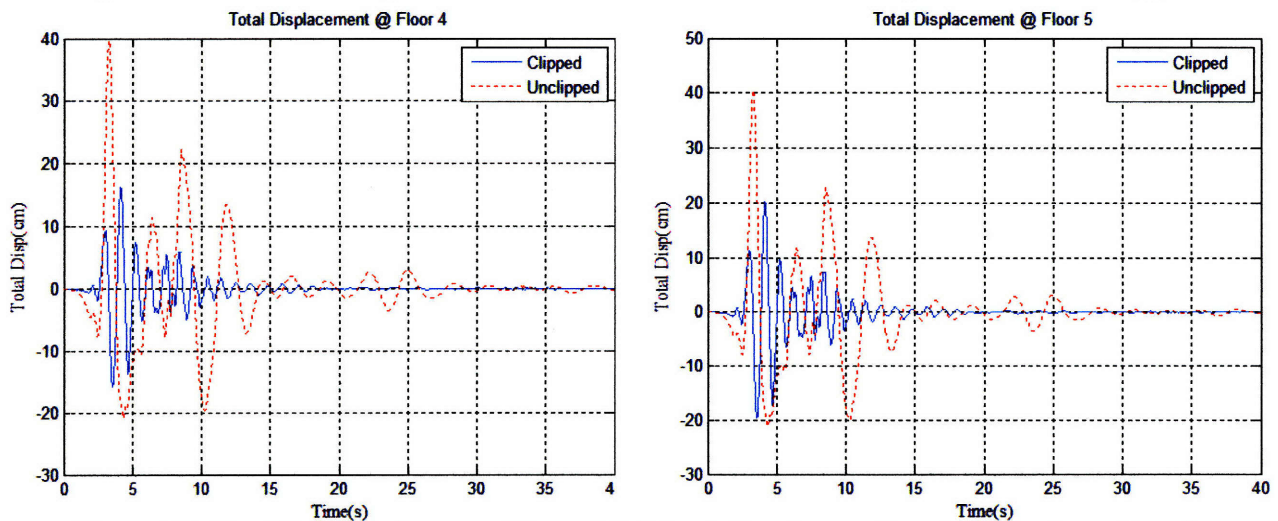 Total Displacement @ Floor 4
Total Disp(cm)
40
30
20
10
0
-10
-20
-30
Clipped
Unclipped
0 5 10 15 20 25 30 35 4
Time(s)
Total Displacement @ Floor 5
Total Disp(cm)
50
40
30
20
10
0
-10
-20
-30
Clipped
Unclipped
0 5 10 15 20 25 30 35 40
Time(s)